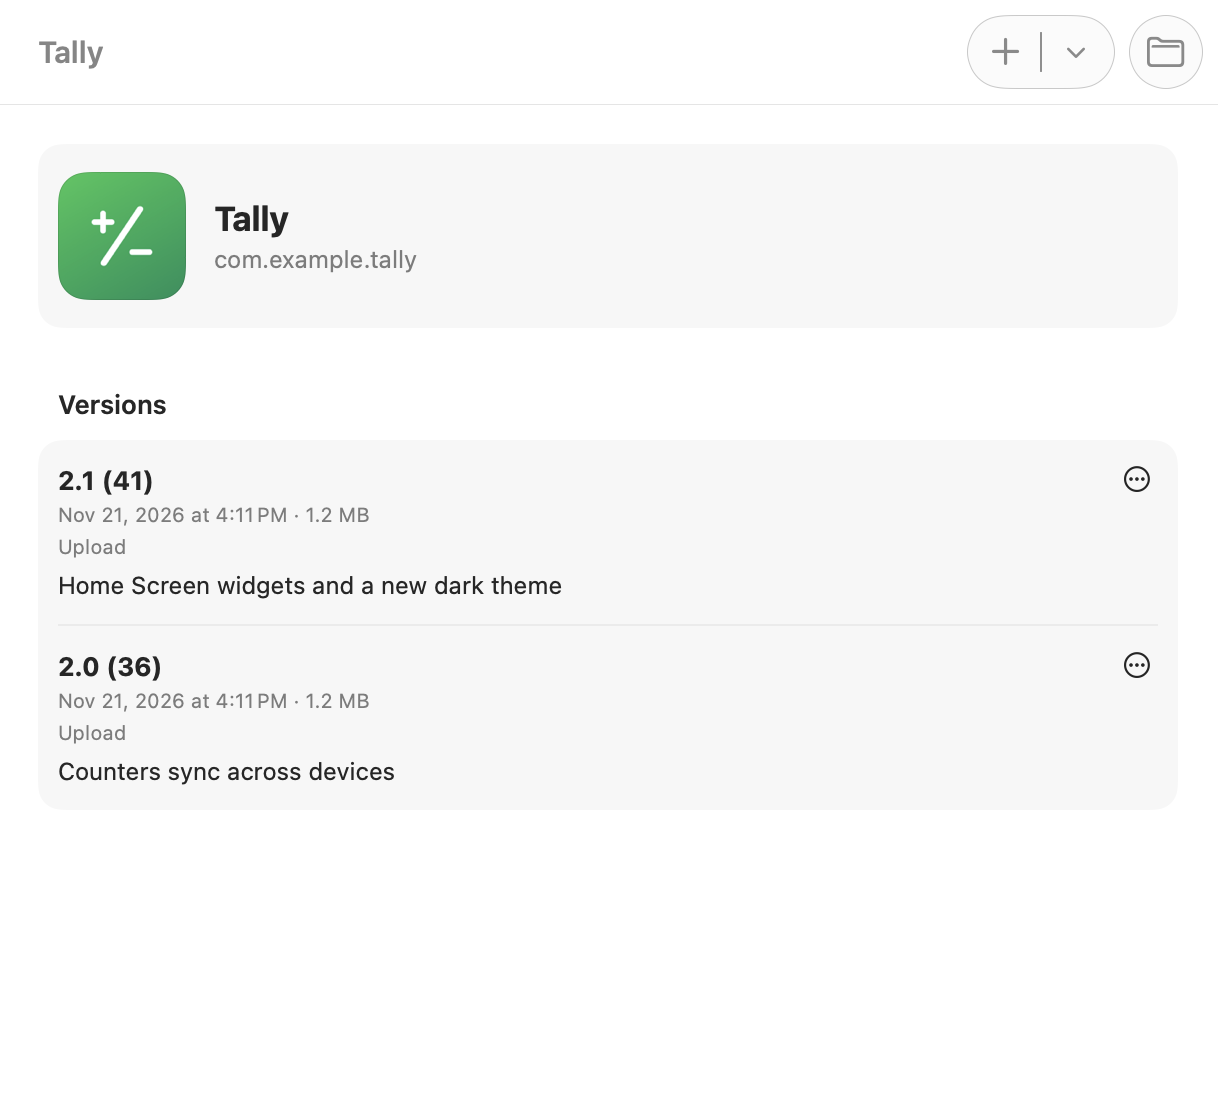 Tally
Tally
com.example.tally
Versions
2.1 (41)
Nov 21, 2026 at 4:11 PM · 1.2 MB
Upload
Home Screen widgets and a new dark theme
2.0 (36)
Nov 21, 2026 at 4:11 PM · 1.2 MB
Upload
Counters sync across devices